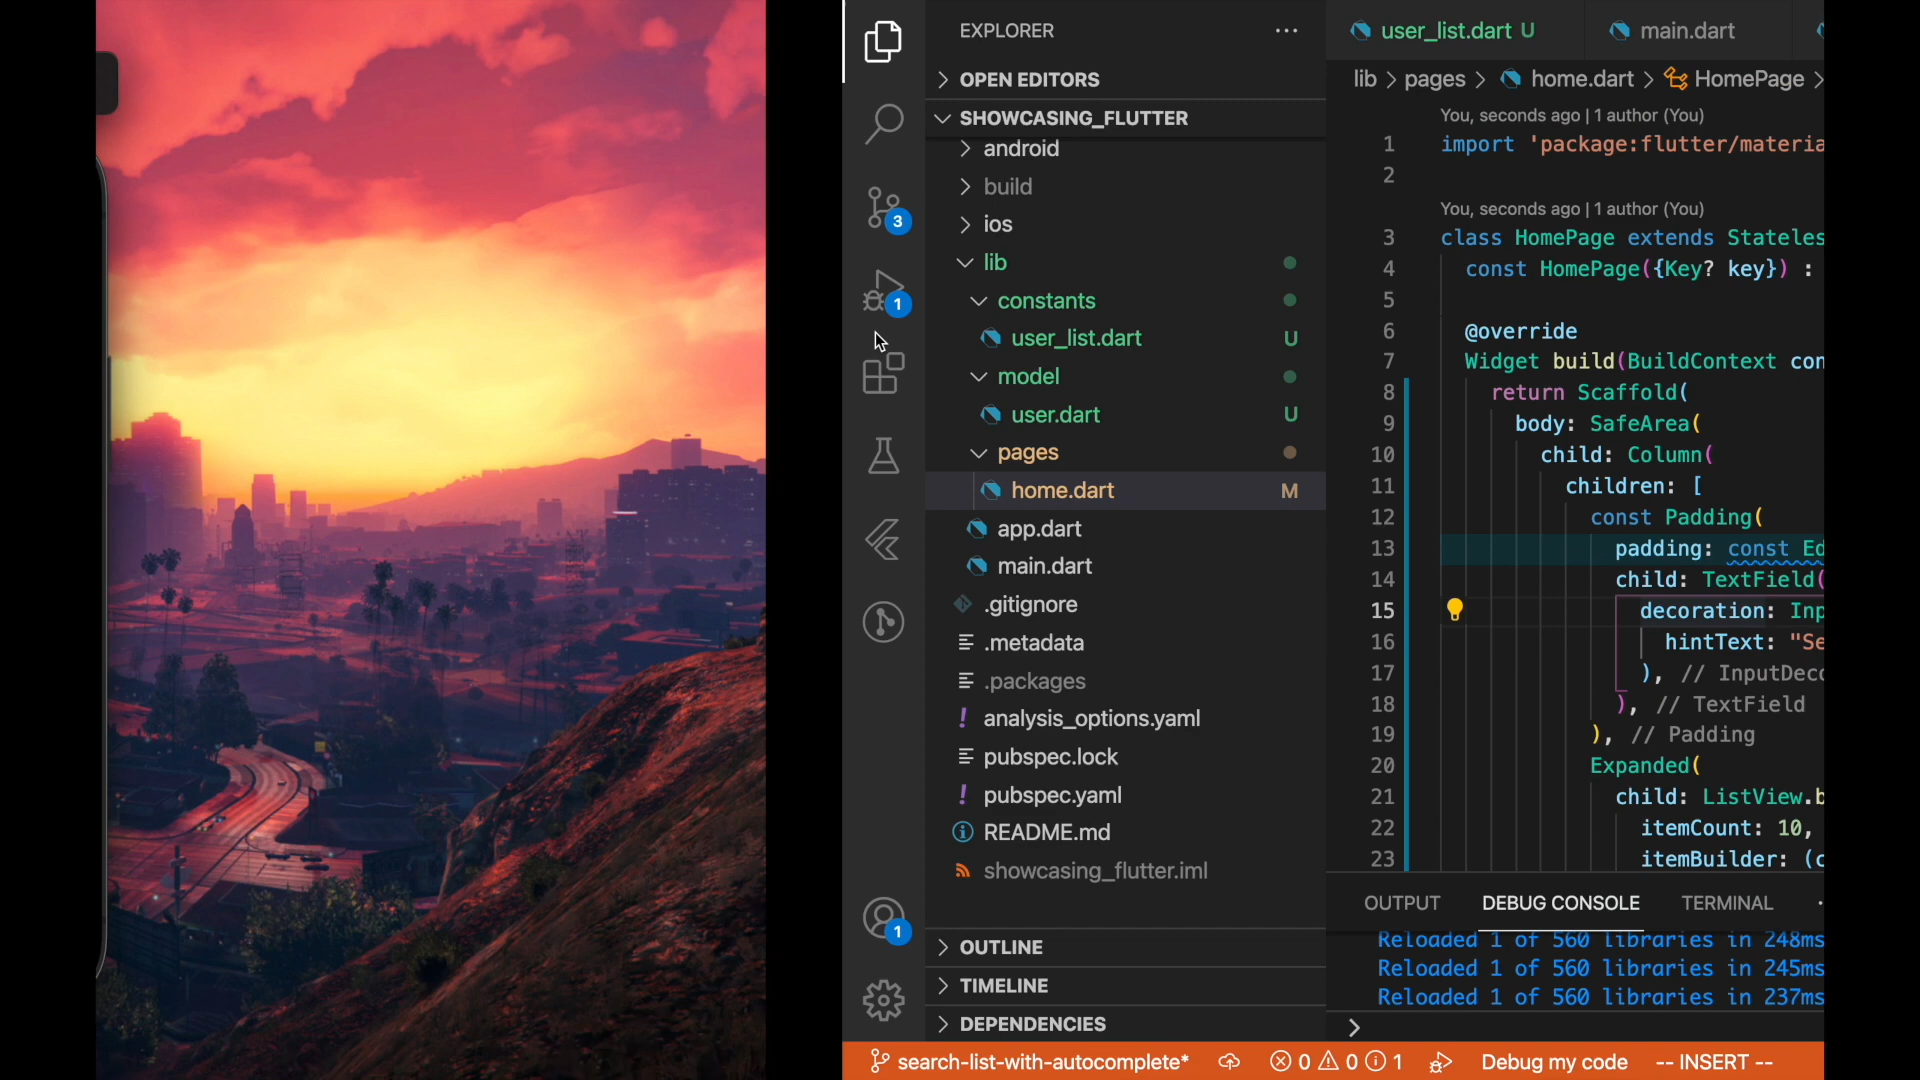 EXPLORER
OPEN EDITORS
SHOWCASING_FLUTTER
android
build
3
ios
lib
1
constants
user_list.dart U
model
user.dart U
pages
home.dart M
app.dart
main.dart
.gitignore
.metadata
.packages
analysis_options.yaml
pubspec.lock
pubspec.yaml
README.md
showcasing_flutter.iml
1
OUTLINE
TIMELINE
DEPENDENCIES
user_list.dart U main.dart
lib > pages > home.dart > HomePage >
You, seconds ago | 1 author (You)
1 import 'package:flutter/materia
2
You, seconds ago | 1 author (You)
3 class HomePage extends Stateles
4 const HomePage({Key? key}) :
5
6 @override
7 Widget build(BuildContext con
8 return Scaffold(
9 body: SafeArea(
10 child: Column(
11 children: [
12 const Padding(
13 padding: const Ed
14 child: TextField(
15 decoration: Inp
16 hintText: "Se
17 ), // InputDeco
18 ), // TextField
19 ), // Padding
20 Expanded(
21 child: ListView.b
22 itemCount: 10,
23 itemBuilder: (c
OUTPUT DEBUG CONSOLE TERMINAL
Reloaded 1 of 560 libraries in 248ms
Reloaded 1 of 560 libraries in 245ms
Reloaded 1 of 560 libraries in 237ms
>
search-list-with-autocomplete* 0 0 1 Debug my code -- INSERT --